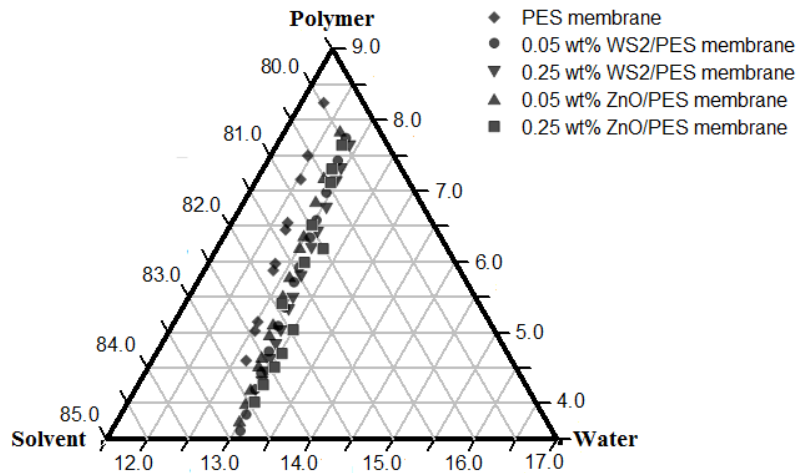 Polymer
PES membrane
0.05 wt% WS2/PES membrane
0.25 wt% WS2/PES membrane
0.05 wt% ZnO/PES membrane
0.25 wt% ZnO/PES membrane
9.0
80.0
8.0
81.0
7.0
82.0
6.0
83.0
5.0
84.0
4.0
85.0
Solvent
Water
12.0
13.0
14.0
15.0
16.0
17.0